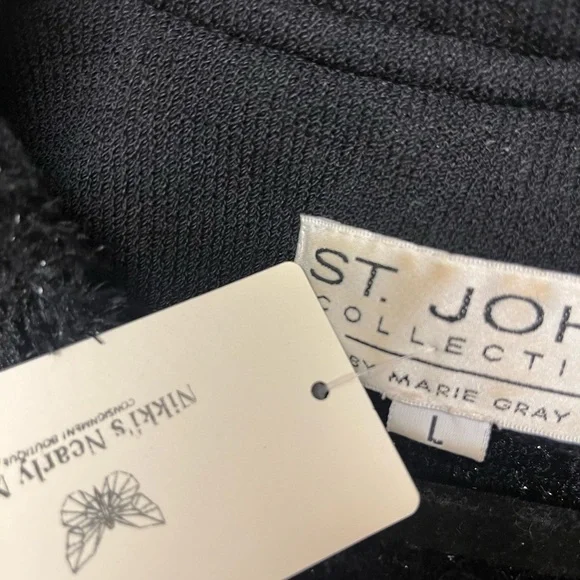 ST. JOH
COLLECTI
BY MARIE GRAY
L
Nikki's Nearly N
CONSIGNMENT BOUTIQUE